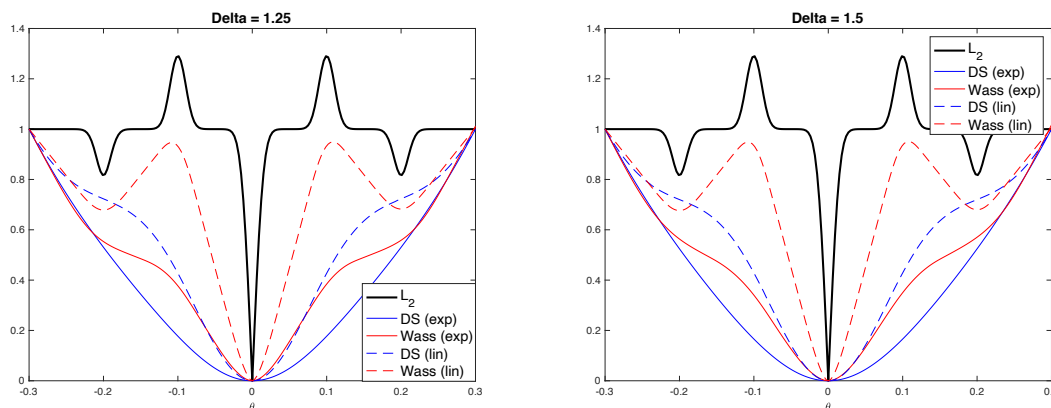 Delta = 1.25
1.4
1.2
1
0.8
0.6
0.4
0.2
0
-0.3
-0.2
-0.1
0
0.1
0.2
0.3
θ
L2
DS (exp)
Wass (exp)
DS (lin)
Wass (lin)
Delta = 1.5
1.4
1.2
1
0.8
0.6
0.4
0.2
0
-0.3
-0.2
-0.1
0
0.1
0.2
0.3
θ
L2
DS (exp)
Wass (exp)
DS (lin)
Wass (lin)